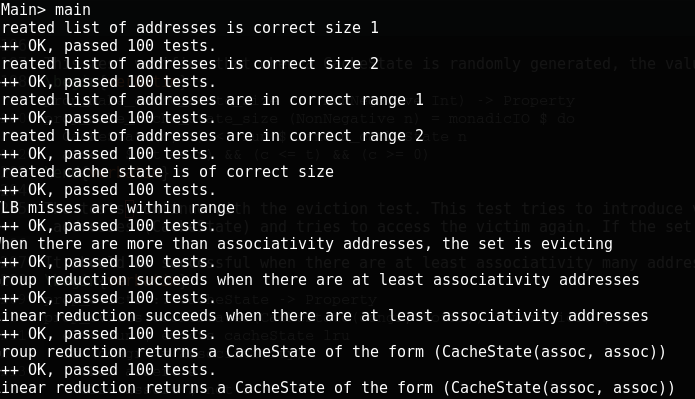 Main> main
reated list of addresses is correct size 1
++ OK, passed 100 tests.
reated list of addresses is correct size 2
++ OK, passed 100 tests.
reated list of addresses are in correct range 1
++ OK, passed 100 tests.
reated list of addresses are in correct range 2
++ OK, passed 100 tests.
reated cache state is of correct size
++ OK, passed 100 tests.
TLB misses are within range
++ OK, passed 100 tests.
When there are more than associativity addresses, the set is evicting
++ OK, passed 100 tests.
roup reduction succeeds when there are at least associativity addresses
++ OK, passed 100 tests.
inear reduction succeeds when there are at least associativity addresses
++ OK, passed 100 tests.
roup reduction returns a CacheState of the form (CacheState(assoc, assoc))
++ OK, passed 100 tests.
inear reduction returns a CacheState of the form (CacheState(assoc, assoc))